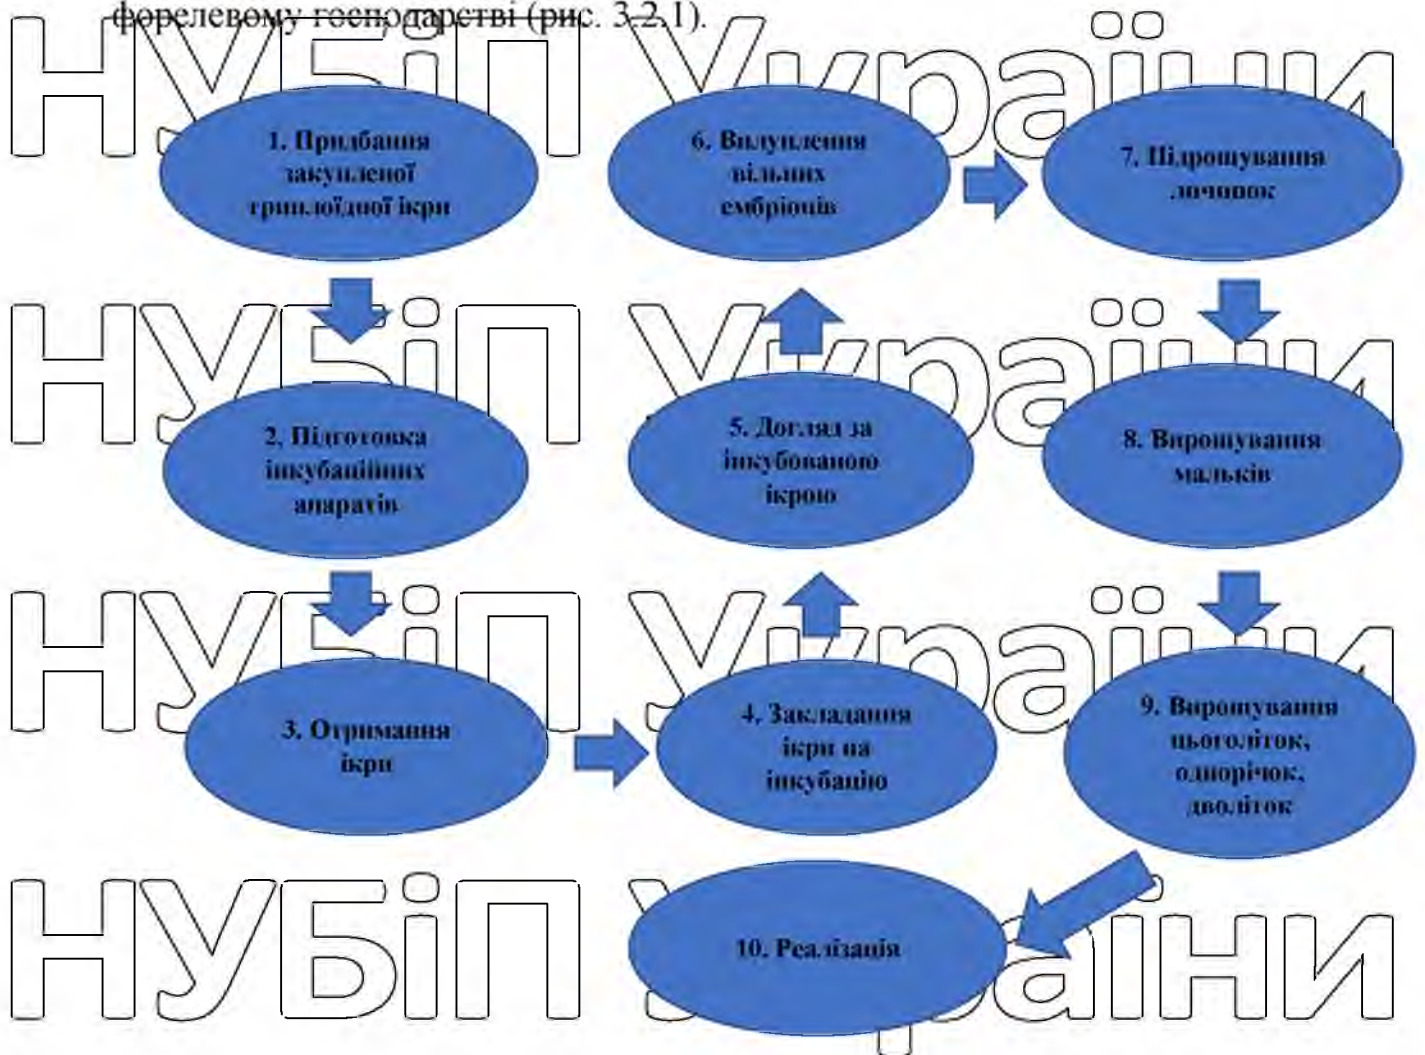 форелевому господарстві (рис. 3.2.1).
НУБіП України
1. Придбання
закупленої
триплоїдної ікри
6. Вилуплення
вільних
ембріонів
7. Підрощування
личинок
НУБіП України
2. Підготовка
інкубаційних
апаратів
5. Догляд за
інкубованою
ікрою
8. Вирощування
мальків
НУБіП України
3. Отримання
ікри
4. Закладання
ікри на
інкубацію
9. Вирощування
цьоголіток,
однорічок,
дволіток
НУБіП України
10. Реалізація